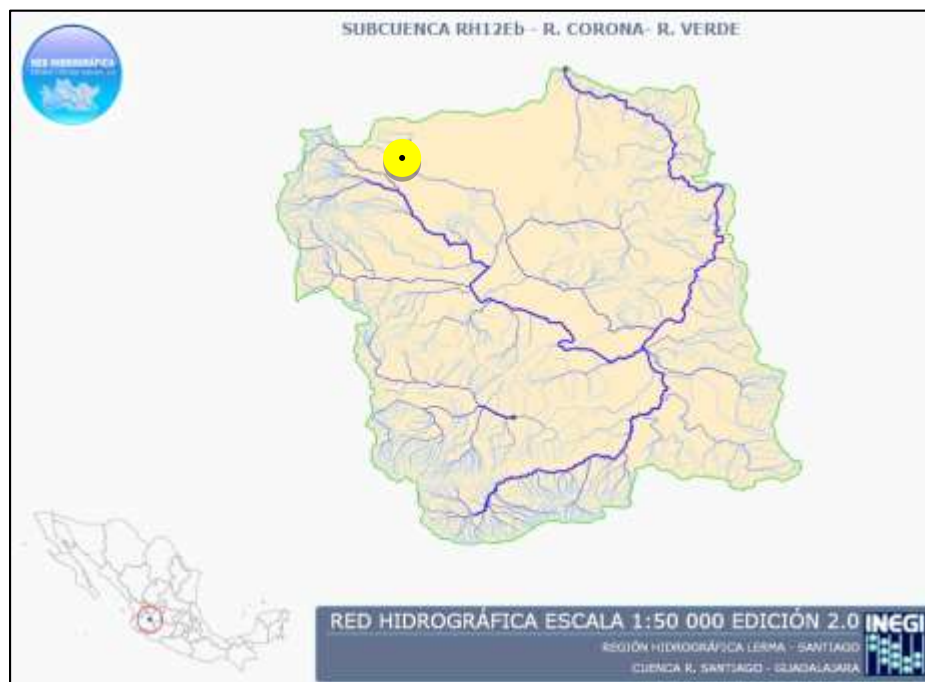 SUBCUENCA RH12Eb - R. CORONA- R. VERDE
RED HIDROGRÁFICA
RED HIDROGRÁFICA ESCALA 1:50 000 EDICIÓN 2.0
INEGI
REGIÓN HIDROGRÁFICA LERMA - SANTIAGO
CUENCA R. SANTIAGO - GUADALAJARA